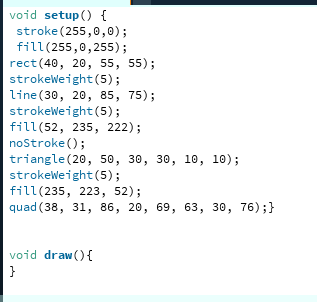 void setup() {
 stroke(255,0,0);
 fill(255,0,255);
rect(40, 20, 55, 55);
strokeWeight(5);
line(30, 20, 85, 75);
strokeWeight(5);
fill(52, 235, 222);
noStroke();
triangle(20, 50, 30, 30, 10, 10);
strokeWeight(5);
fill(235, 223, 52);
quad(38, 31, 86, 20, 69, 63, 30, 76);}
void draw(){
}